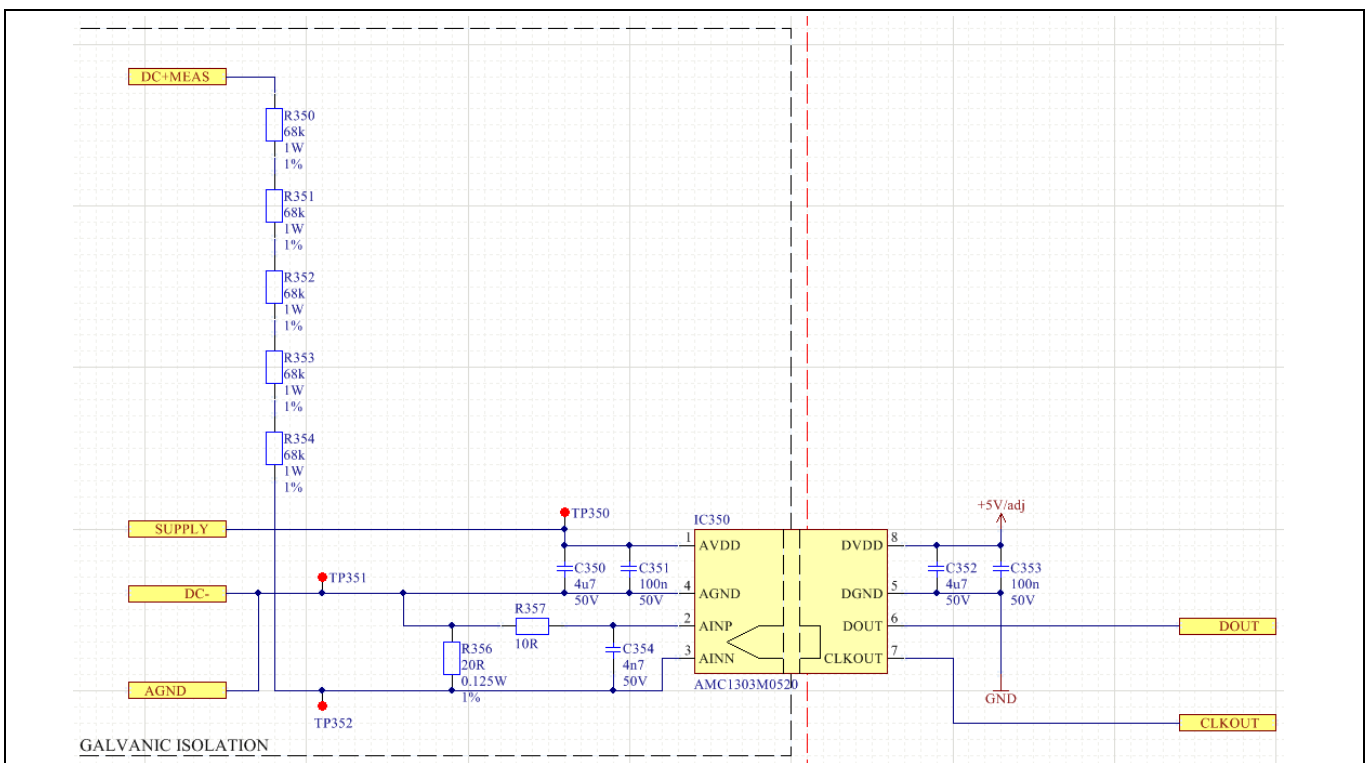 DC+MEAS
R350
68k
1W
1%
R351
68k
1W
1%
R352
68k
1W
1%
R353
68k
1W
1%
R354
68k
1W
1%
SUPPLY
TP350
IC350
+5V/adj
1 AVDD
DVDD 8
C350
4u7
50V
C351
100n
50V
C352
4u7
50V
C353
100n
50V
DC-
TP351
4 AGND
DGND 5
R357
10R
2 AINP
DOUT 6
DOUT
R356
20R
0.125W
1%
C354
4n7
50V
3 AINN
CLKOUT 7
AMC1303M0520
AGND
TP352
GND
CLKOUT
GALVANIC ISOLATION